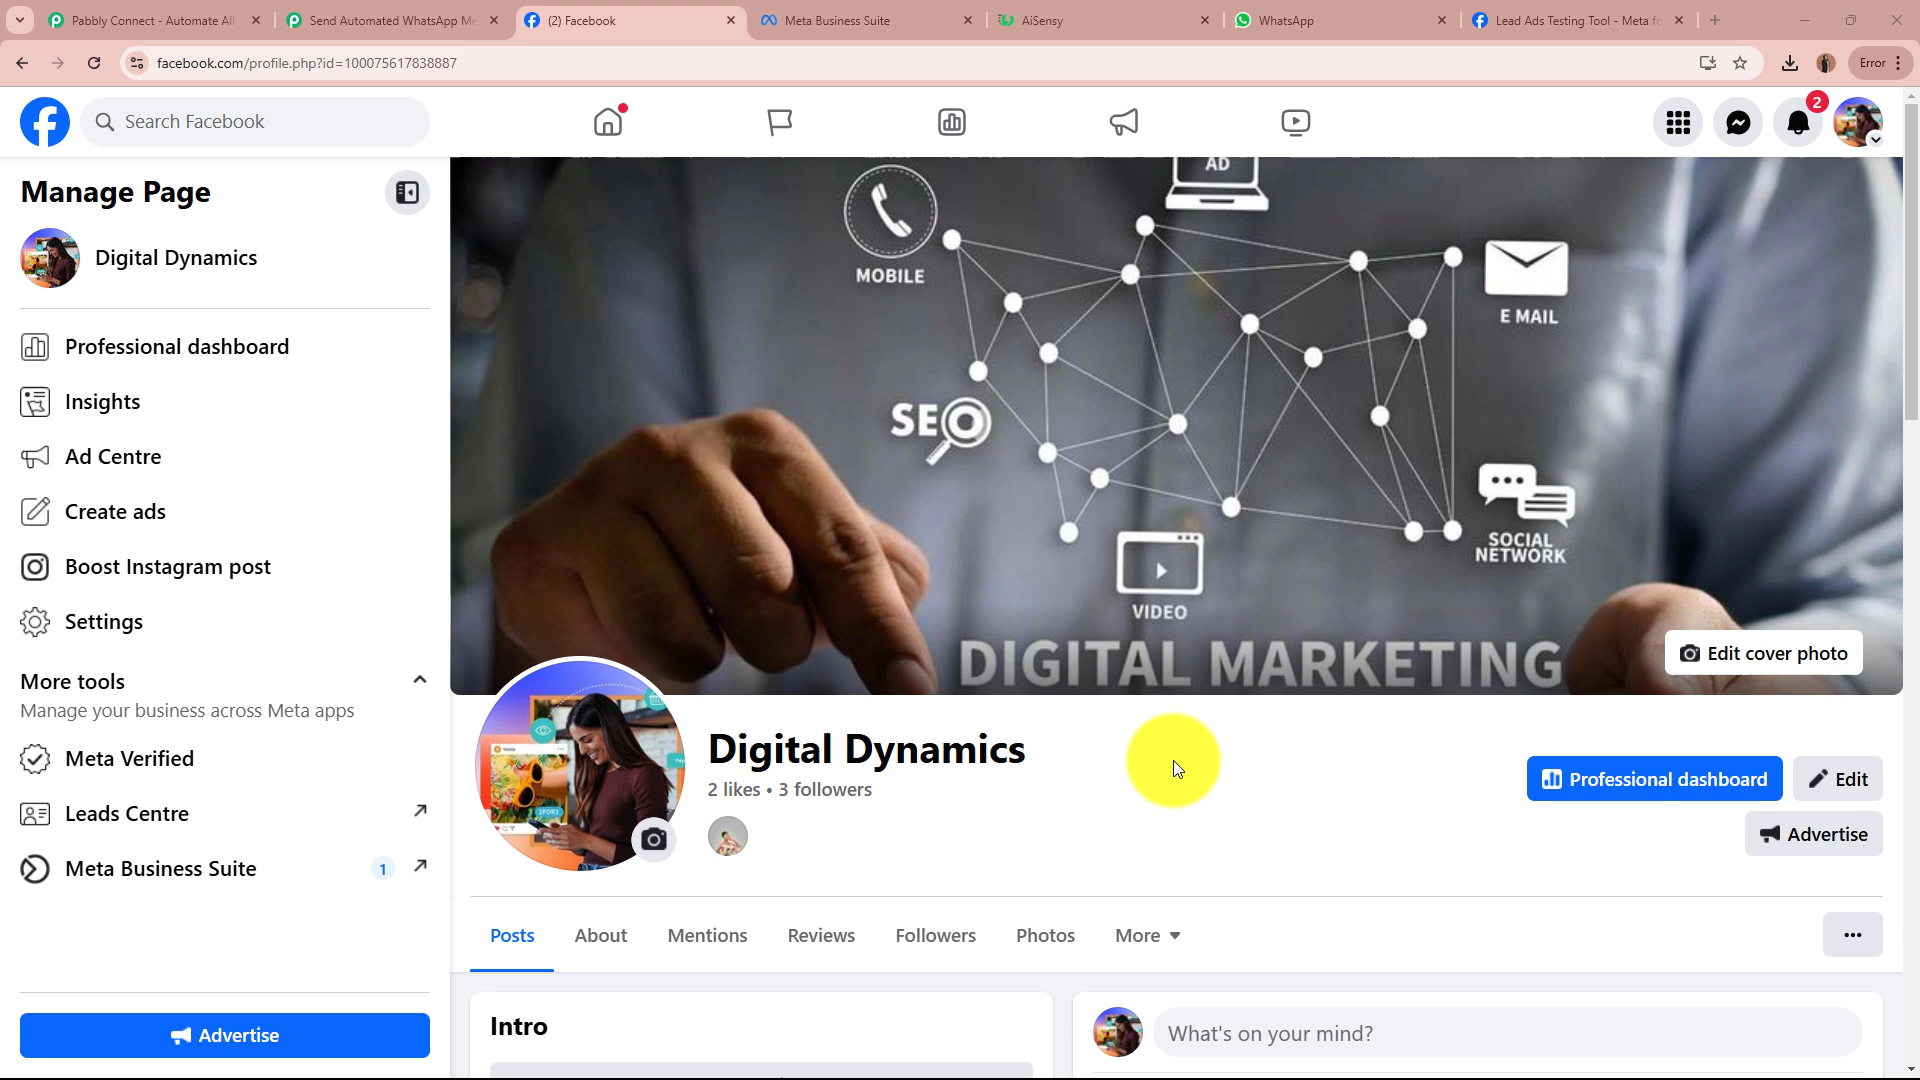 Pabbly Connect - Automate All
Send Automated WhatsApp Me
(2) Facebook
Meta Business Suite
AiSensy
WhatsApp
Lead Ads Testing Tool - Meta fo
facebook.com/profile.php?id=100075617838887
Error
Search Facebook
2
Manage Page
Digital Dynamics
Professional dashboard
Insights
Ad Centre
Create ads
Boost Instagram post
Settings
More tools
Manage your business across Meta apps
Meta Verified
Leads Centre
Meta Business Suite
1
Advertise
AD
MOBILE
E MAIL
SEO
SOCIAL
NETWORK
VIDEO
DIGITAL MARKETING
Edit cover photo
Digital Dynamics
2 likes • 3 followers
Professional dashboard
Edit
Advertise
Posts
About
Mentions
Reviews
Followers
Photos
More
Intro
What's on your mind?